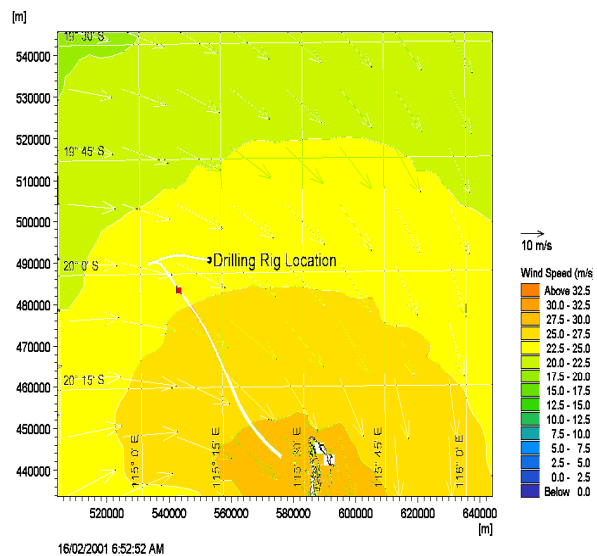 [m]
19° 30' S
540000
530000
520000
19° 45' S
510000
500000
490000
Drilling Rig Location
20° 0' S
480000
470000
460000
20° 15' S
450000
440000
115° 0' E
115° 15' E
115° 30' E
115° 45' E
116° 0' E
520000 540000 560000 580000 600000 620000 640000
[m]
10 m/s
Wind Speed (m/s)
Above 32.5
30.0 - 32.5
27.5 - 30.0
25.0 - 27.5
22.5 - 25.0
20.0 - 22.5
17.5 - 20.0
15.0 - 17.5
12.5 - 15.0
10.0 - 12.5
7.5 - 10.0
5.0 - 7.5
2.5 - 5.0
0.0 - 2.5
Below 0.0
16/02/2001 6:52:52 AM